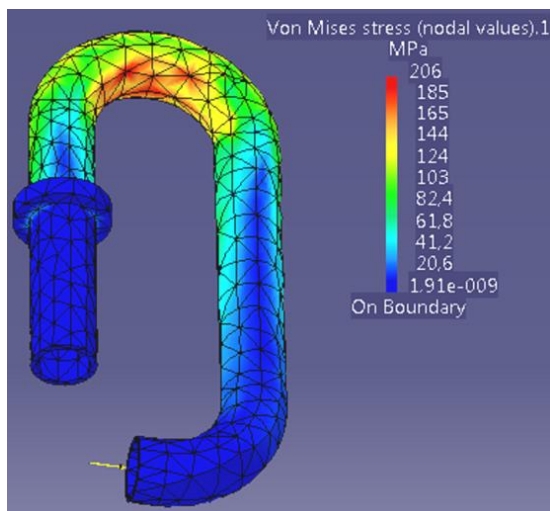 Von Mises stress (nodal values).1
MPa
206
185
165
144
124
103
82,4
61,8
41,2
20,6
1,91e-009
On Boundary